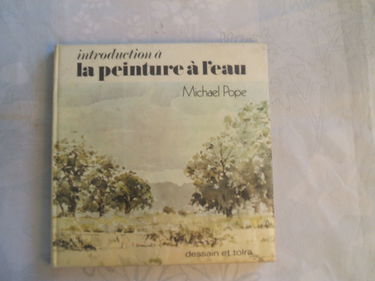 introduction à
la peinture à l'eau
Michael Pope
dessain et tolra